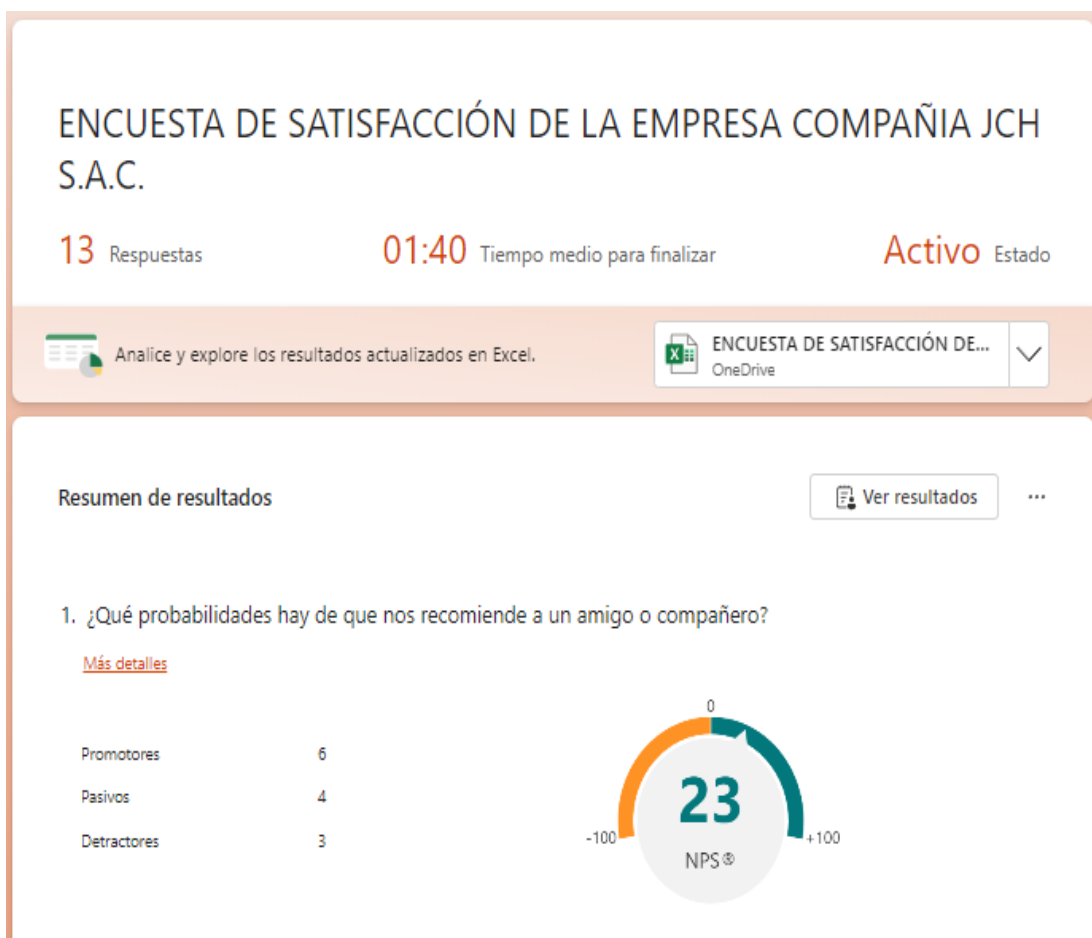 ENCUESTA DE SATISFACCIÓN DE LA EMPRESA COMPAÑIA JCH
S.A.C.
13 Respuestas
01:40 Tiempo medio para finalizar
Activo Estado
Analice y explore los resultados actualizados en Excel.
ENCUESTA DE SATISFACCIÓN DE...
OneDrive
Resumen de resultados
Ver resultados
...
1. ¿Qué probabilidades hay de que nos recomiende a un amigo o compañero?
Más detalles
Promotores 6
Pasivos 4
Detractores 3
0
-100
+100
23
NPS®